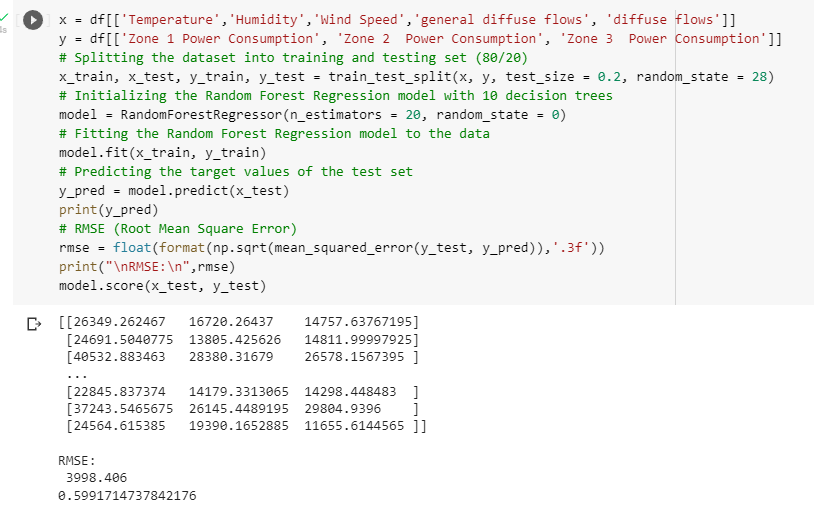 x = df[['Temperature','Humidity','Wind Speed','general diffuse flows', 'diffuse flows']]
4s y = df[['Zone 1 Power Consumption', 'Zone 2  Power Consumption', 'Zone 3  Power Consumption']]
# Splitting the dataset into training and testing set (80/20)
x_train, x_test, y_train, y_test = train_test_split(x, y, test_size = 0.2, random_state = 28)
# Initializing the Random Forest Regression model with 10 decision trees
model = RandomForestRegressor(n_estimators = 20, random_state = 0)
# Fitting the Random Forest Regression model to the data
model.fit(x_train, y_train)
# Predicting the target values of the test set
y_pred = model.predict(x_test)
print(y_pred)
# RMSE (Root Mean Square Error)
rmse = float(format(np.sqrt(mean_squared_error(y_test, y_pred)),'.3f'))
print("\nRMSE:\n",rmse)
model.score(x_test, y_test)
[[26349.262467   16720.26437    14757.63767195]
 [24691.5040775  13805.425626   14811.99997925]
 [40532.883463   28380.31679    26578.1567395 ]
 ...
 [22845.837374   14179.3313065  14298.448483  ]
 [37243.5465675  26145.4489195  29804.9396    ]
 [24564.615385   19390.1652885  11655.6144565 ]]
RMSE:
 3998.406
0.5991714737842176